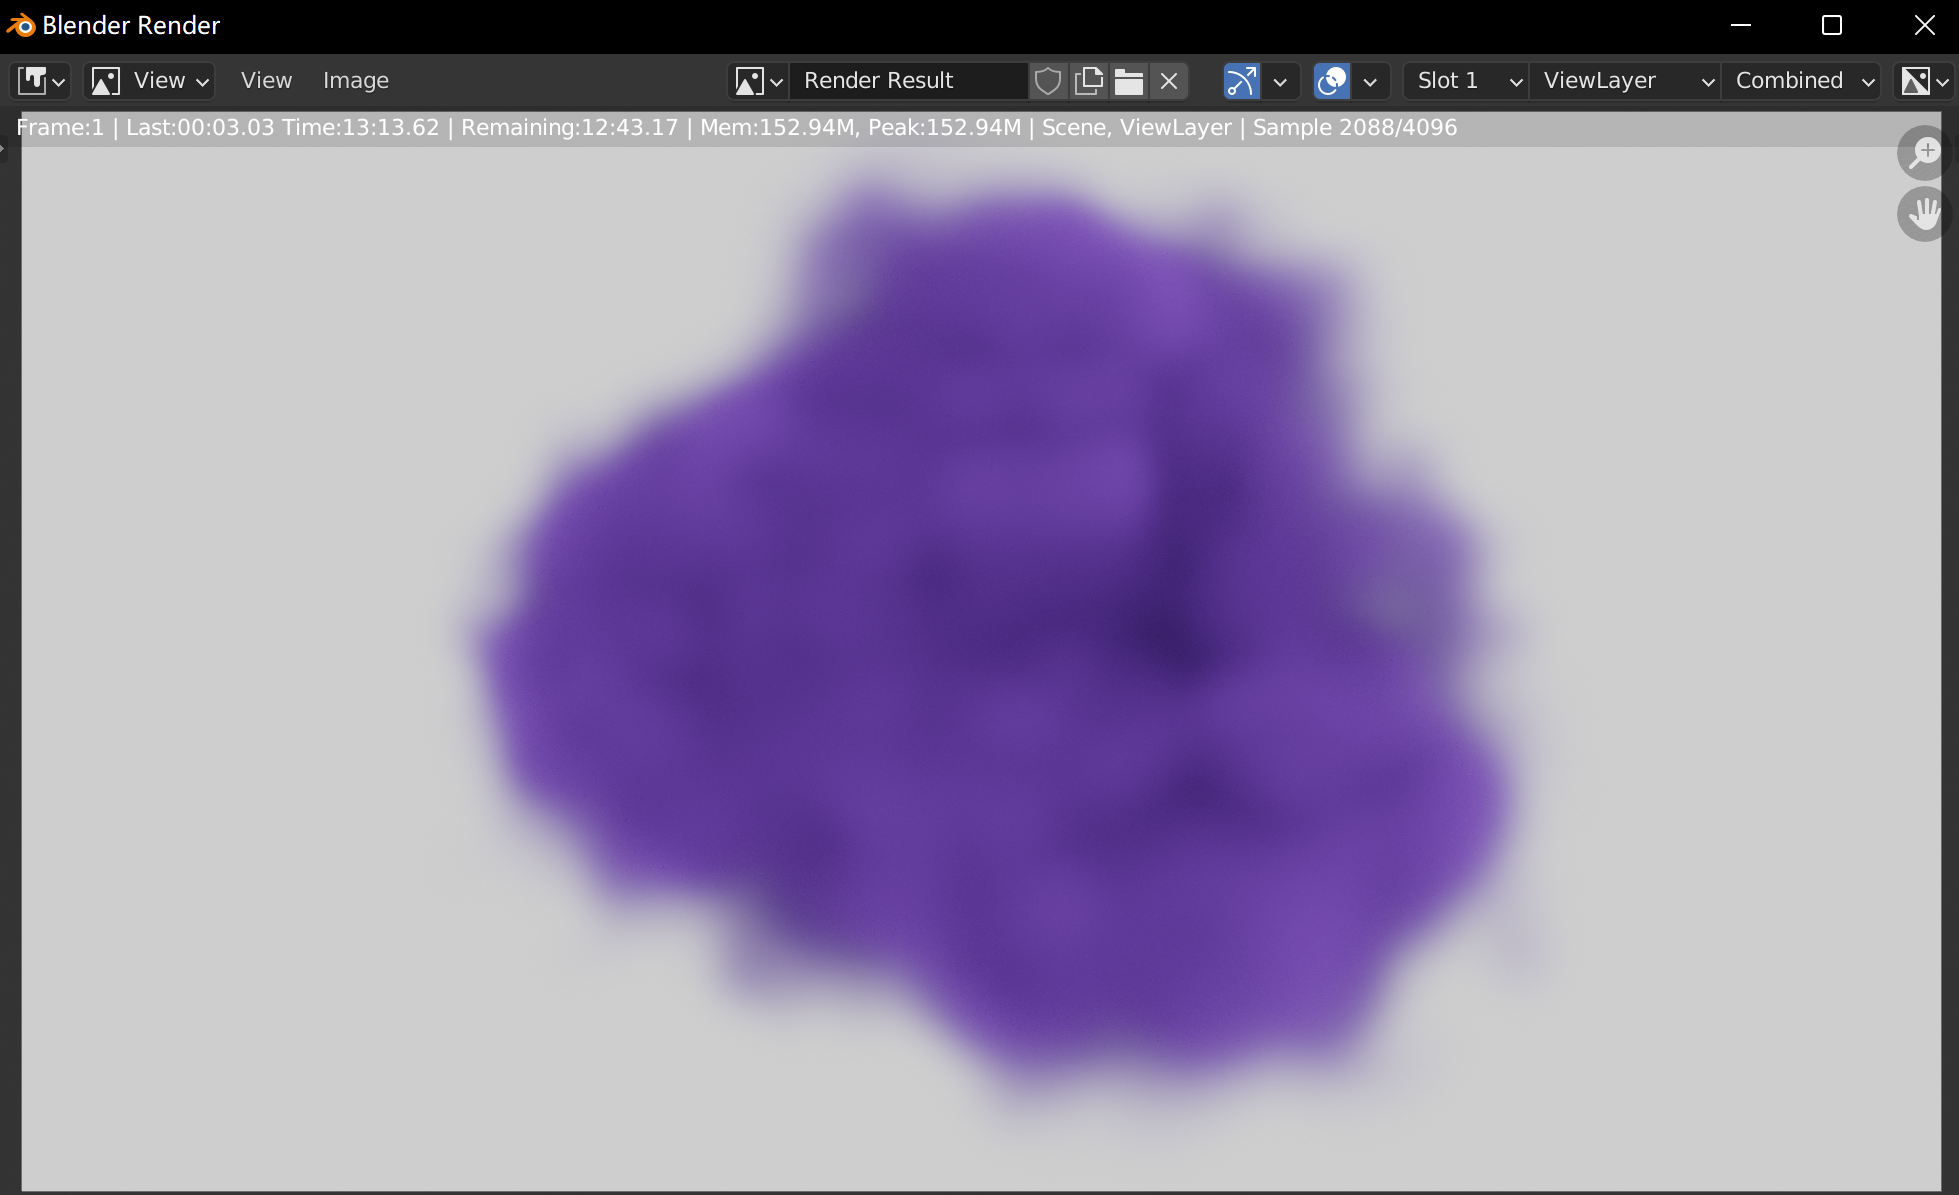 Blender Render
View View Image Render Result Slot 1 ViewLayer Combined
Frame:1 | Last:00:03.03 Time:13:13.62 | Remaining:12:43.17 | Mem:152.94M, Peak:152.94M | Scene, ViewLayer | Sample 2088/4096